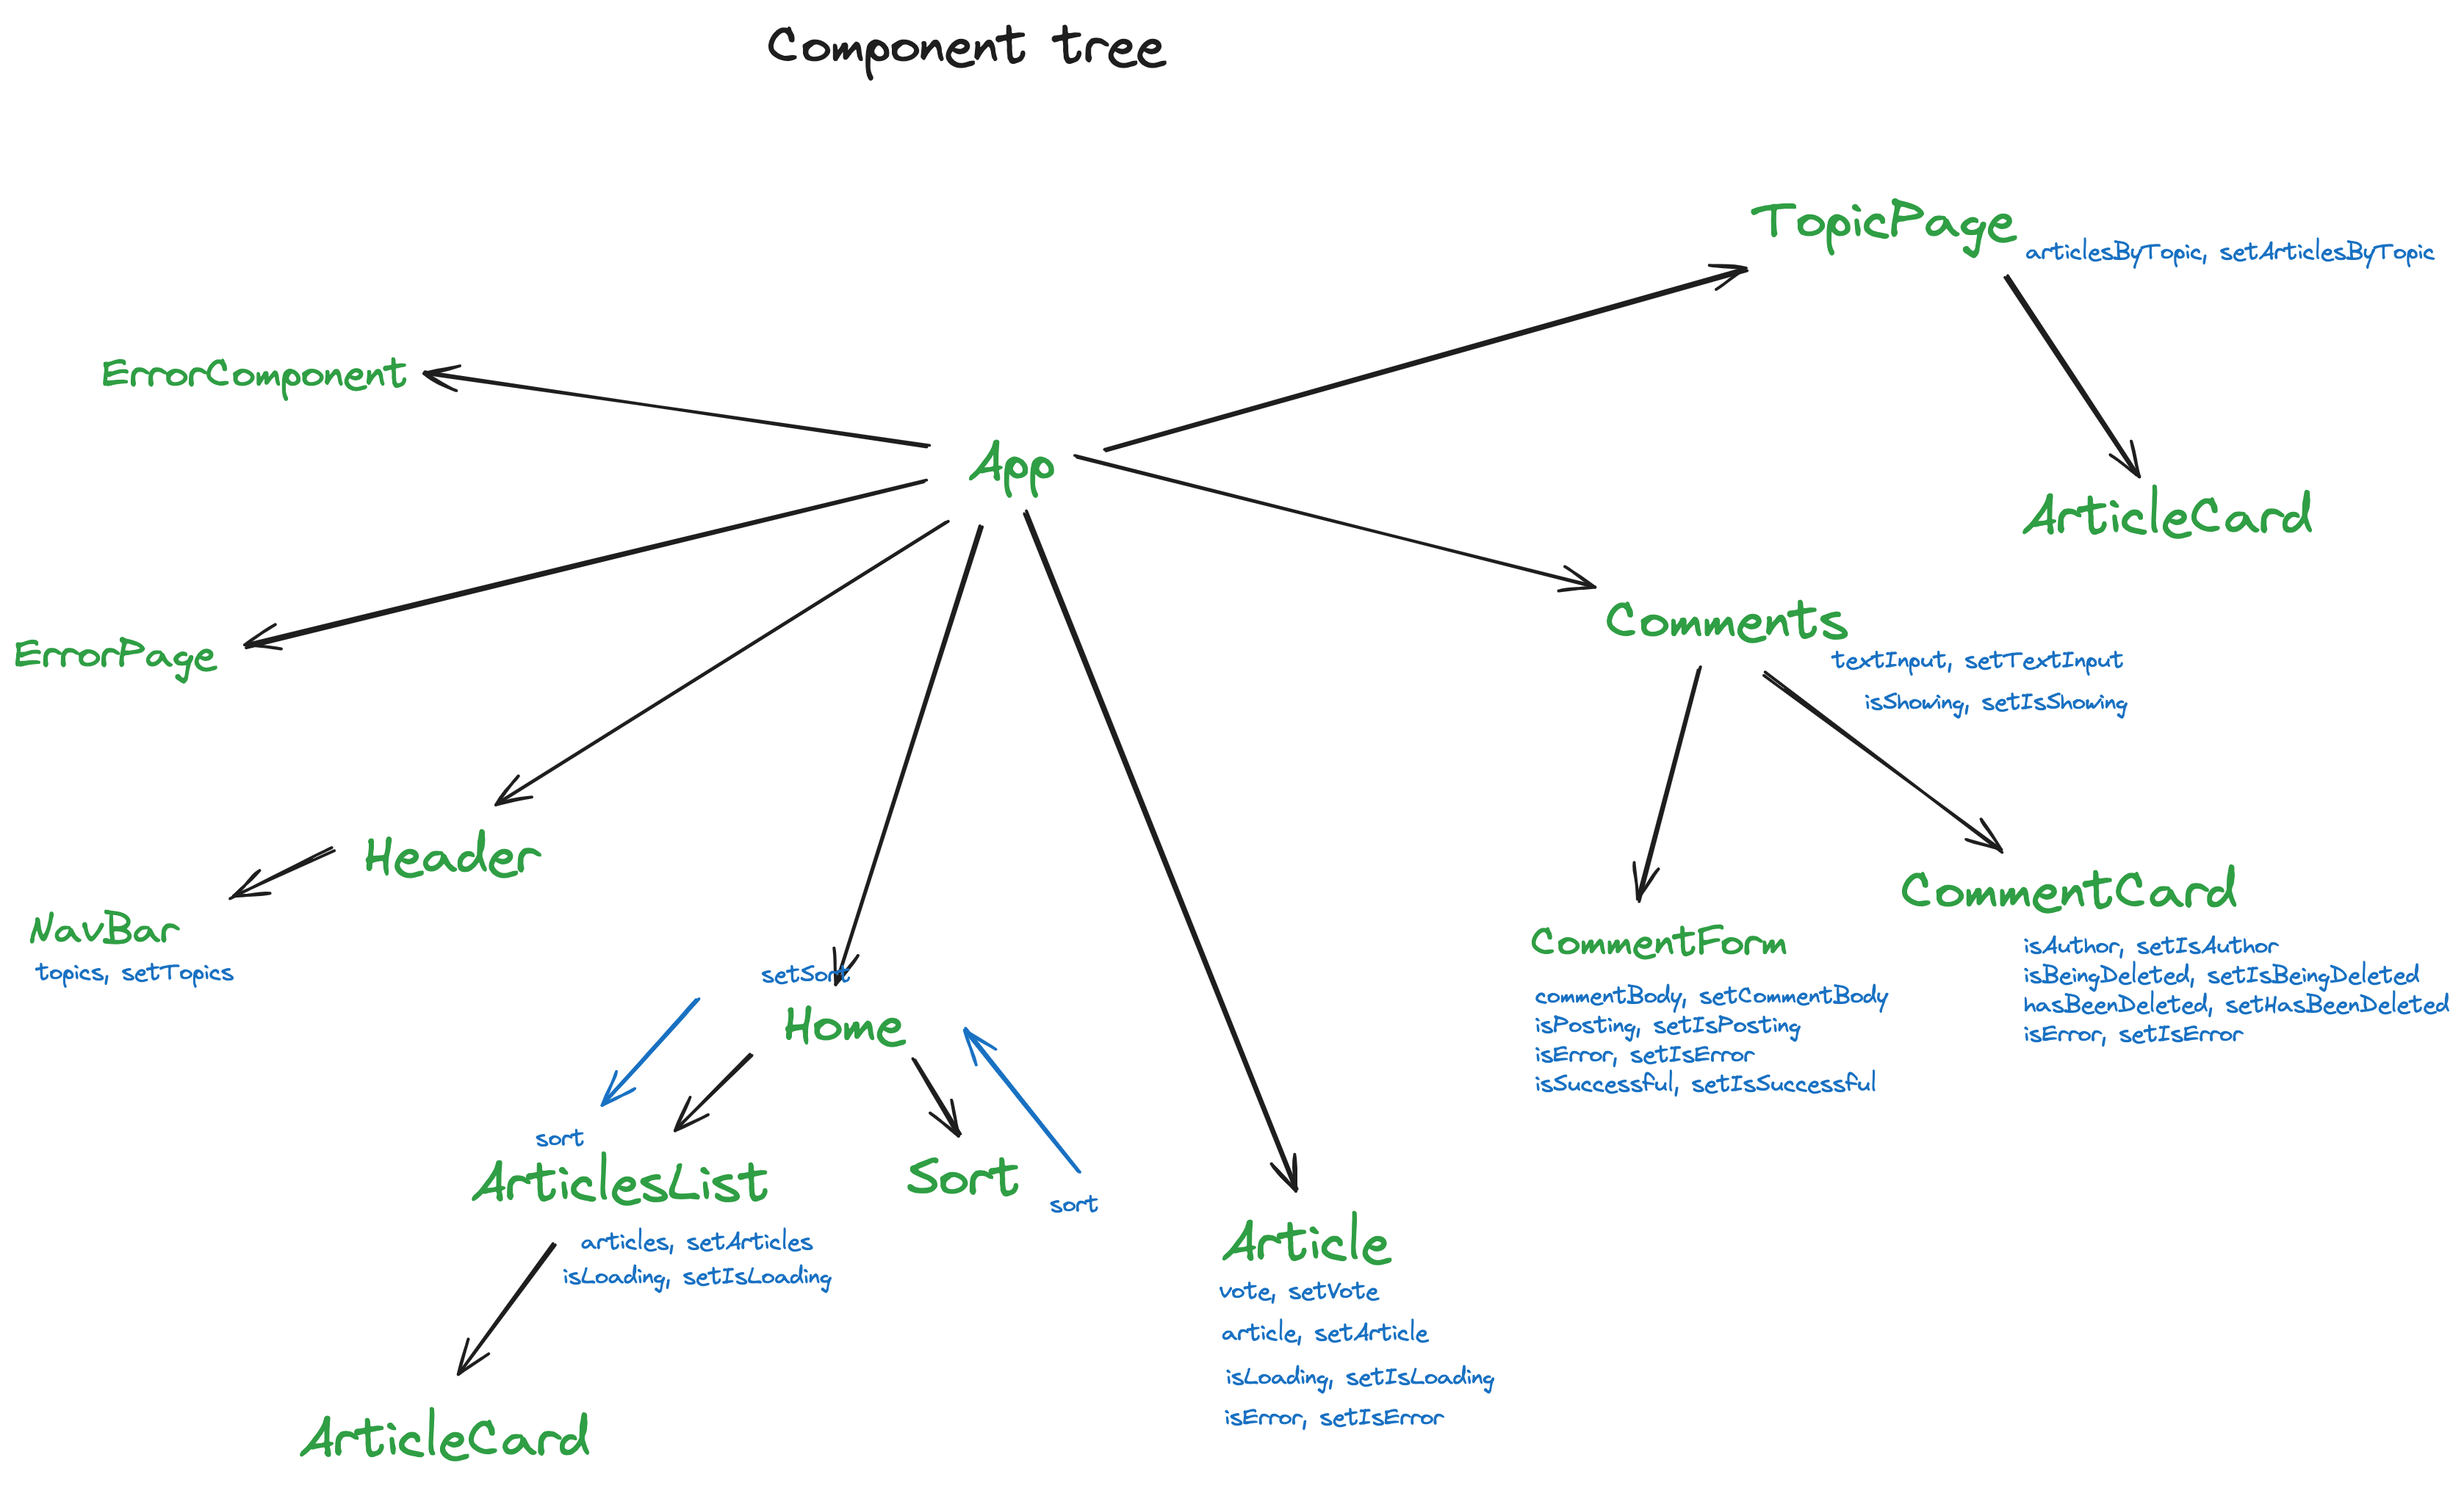 Component tree
TopicPage
articlesByTopic, setArticlesByTopic
ErrorComponent
App
ArticleCard
Comments
textInput, setTextInput
isShowing, setIsShowing
ErrorPage
Header
NavBar
topics, setTopics
CommentCard
isAuthor, setIsAuthor
isBeingDeleted, setIsBeingDeleted
hasBeenDeleted, setHasBeenDeleted
isError, setIsError
CommentForm
commentBody, setCommentBody
isPosting, setIsPosting
isError, setIsError
isSuccessful, setIsSuccessful
setSort
Home
sort
ArticlesList
articles, setArticles
isLoading, setIsLoading
Sort
sort
Article
vote, setVote
article, setArticle
isLoading, setIsLoading
isError, setIsError
ArticleCard